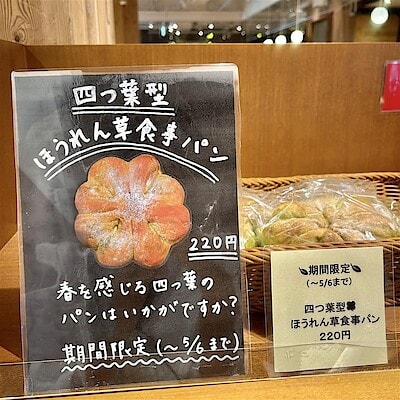 四つ葉型
ほうれん草食事パン
220円
春を感じる四つ葉の
パンはいかがですか?
期間限定(〜5/6まで)
期間限定
(〜5/6まで)
四つ葉型🍀
ほうれん草食事パン
220円